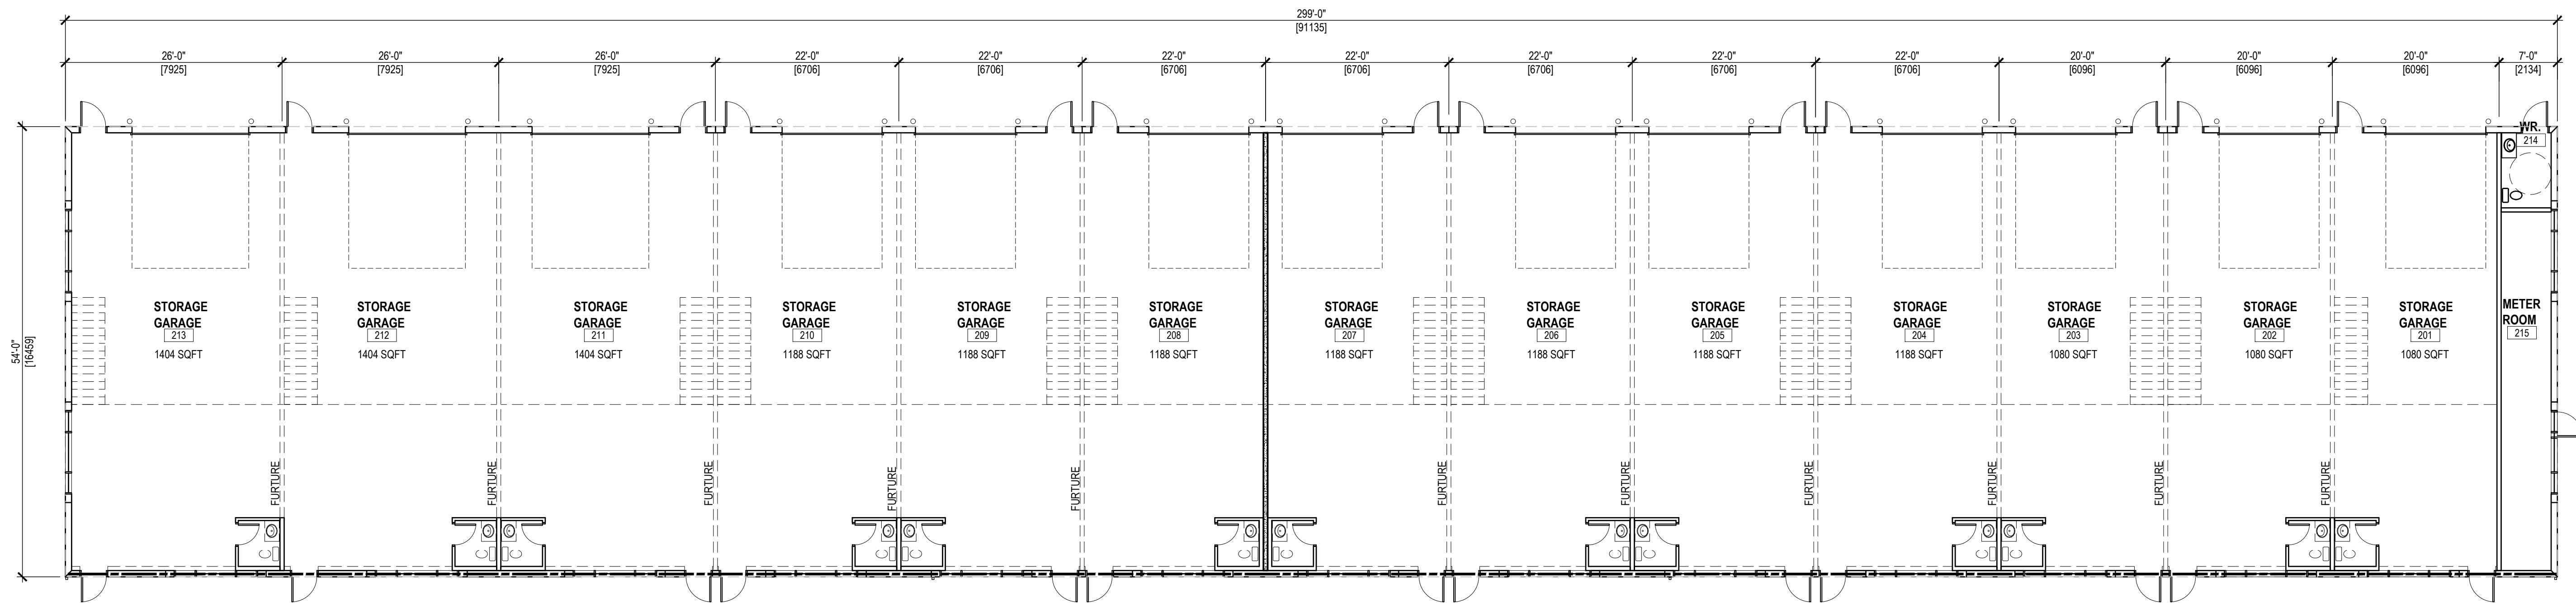 299'-0"
[91135]
26'-0"
[7925]
26'-0"
[7925]
26'-0"
[7925]
22'-0"
[6706]
22'-0"
[6706]
22'-0"
[6706]
22'-0"
[6706]
22'-0"
[6706]
22'-0"
[6706]
22'-0"
[6706]
20'-0"
[6096]
20'-0"
[6096]
20'-0"
[6096]
7'-0"
[2134]
54'-0"
[16459]
WR.
214
STORAGE
GARAGE
213
1404 SQFT
STORAGE
GARAGE
212
1404 SQFT
STORAGE
GARAGE
211
1404 SQFT
STORAGE
GARAGE
210
1188 SQFT
STORAGE
GARAGE
209
1188 SQFT
STORAGE
GARAGE
208
1188 SQFT
STORAGE
GARAGE
207
1188 SQFT
STORAGE
GARAGE
206
1188 SQFT
STORAGE
GARAGE
205
1188 SQFT
STORAGE
GARAGE
204
1188 SQFT
STORAGE
GARAGE
203
1080 SQFT
STORAGE
GARAGE
202
1080 SQFT
STORAGE
GARAGE
201
1080 SQFT
METER
ROOM
215
FURTURE
FURTURE
FURTURE
FURTURE
FURTURE
FURTURE
FURTURE
FURTURE
FURTURE
FURTURE
FURTURE